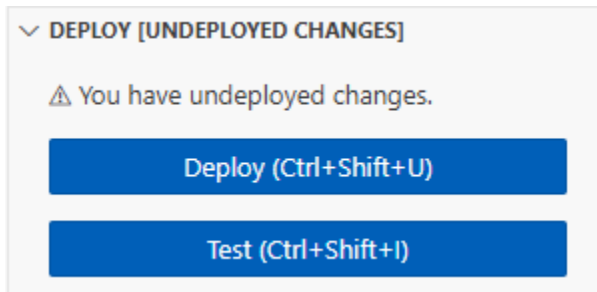 DEPLOY [UNDEPLOYED CHANGES]
⚠ You have undeployed changes.
Deploy (Ctrl+Shift+U)
Test (Ctrl+Shift+I)